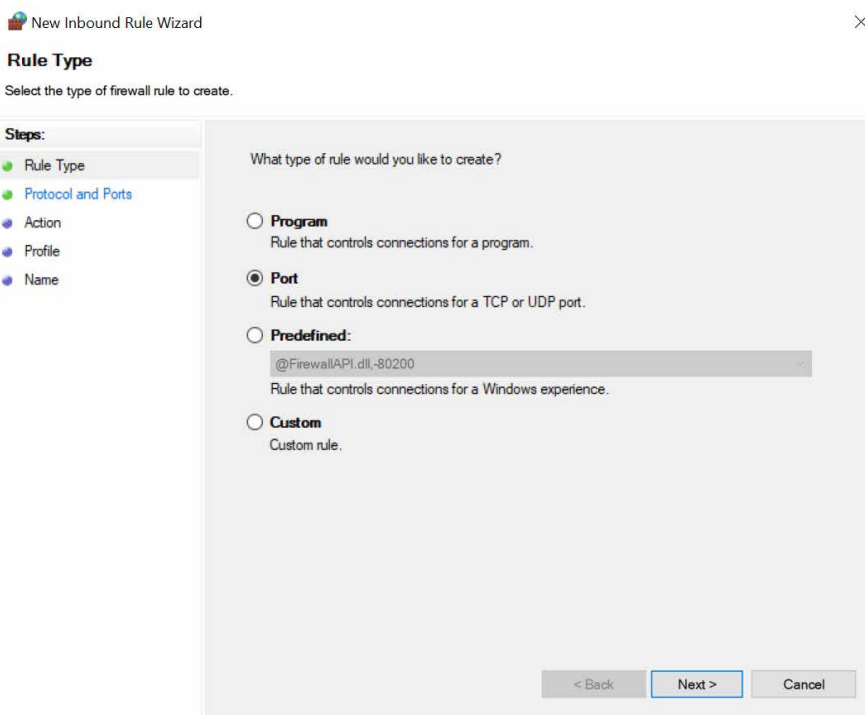 New Inbound Rule Wizard
Rule Type
Select the type of firewall rule to create.
Steps:
Rule Type
Protocol and Ports
Action
Profile
Name
What type of rule would you like to create?
Program
Rule that controls connections for a program.
Port
Rule that controls connections for a TCP or UDP port.
Predefined:
@FirewallAPI.dll,-80200
Rule that controls connections for a Windows experience.
Custom
Custom rule.
< Back
Next >
Cancel